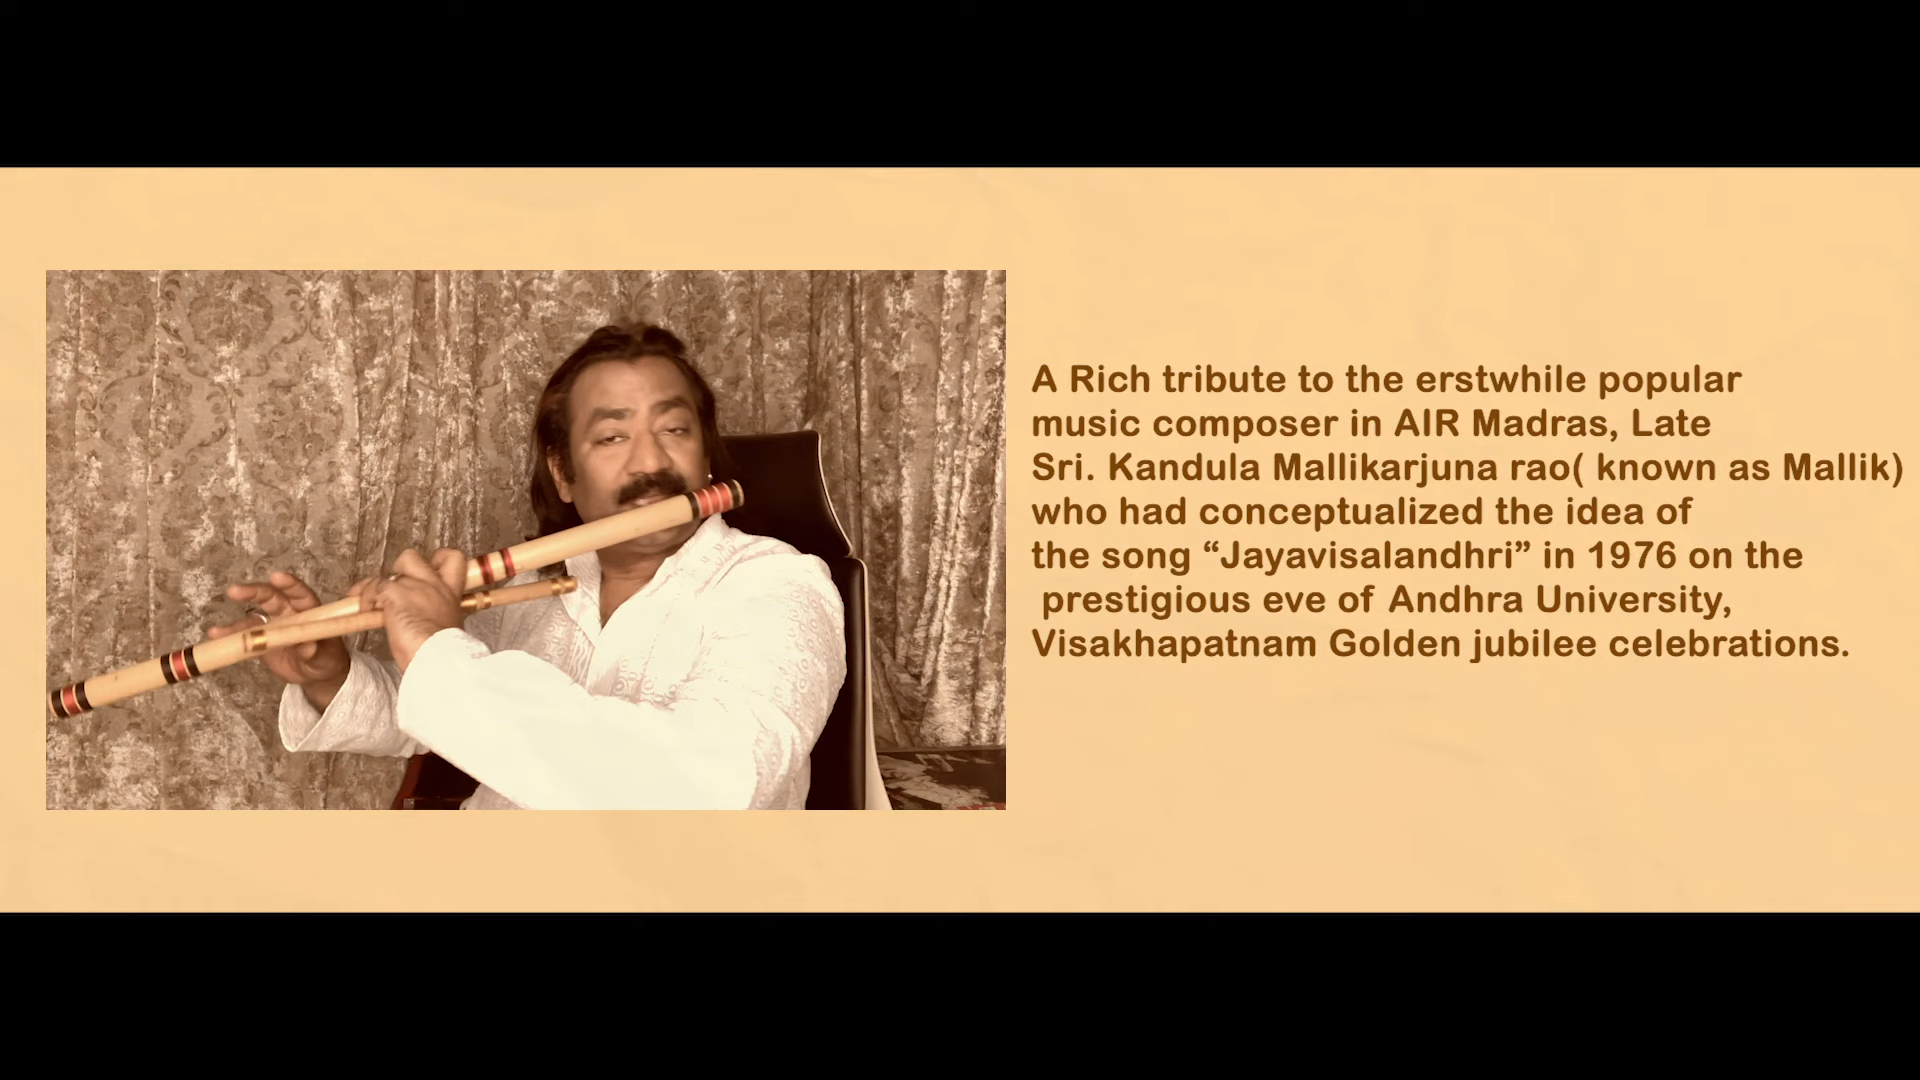 A Rich tribute to the erstwhile popular
music composer in AIR Madras, Late
Sri. Kandula Mallikarjuna rao( known as Mallik)
who had conceptualized the idea of
the song “Jayavisalandhri” in 1976 on the
prestigious eve of Andhra University,
Visakhapatnam Golden jubilee celebrations.